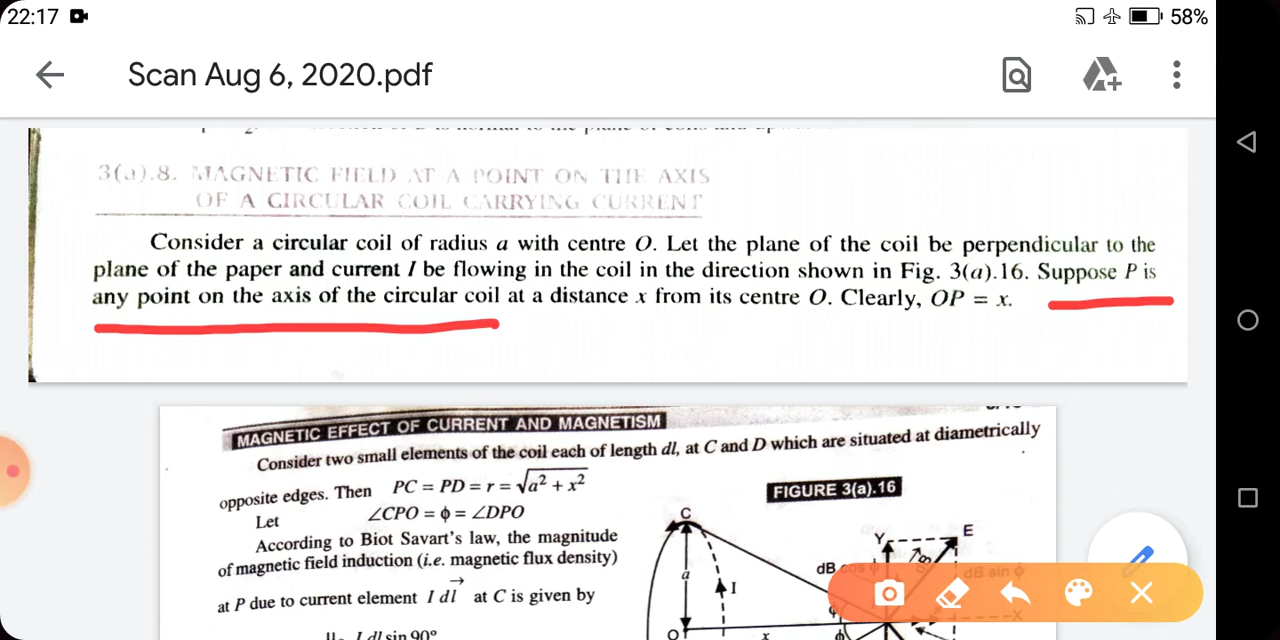 22:17
58%
Scan Aug 6, 2020.pdf
3(a).8. MAGNETIC FIELD AT A POINT ON THE AXIS
OF A CIRCULAR COIL CARRYING CURRENT
Consider a circular coil of radius a with centre O. Let the plane of the coil be perpendicular to the
plane of the paper and current I be flowing in the coil in the direction shown in Fig. 3(a).16. Suppose P is
any point on the axis of the circular coil at a distance x from its centre O. Clearly, OP = x.
MAGNETIC EFFECT OF CURRENT AND MAGNETISM
Consider two small elements of the coil each of length dl, at C and D which are situated at diametrically
opposite edges. Then PC = PD = r = √a² + x²
Let ∠CPO = ϕ = ∠DPO
According to Biot Savart's law, the magnitude
of magnetic field induction (i.e. magnetic flux density)
at P due to current element I dl⃗ at C is given by
I dl sin 90°
FIGURE 3(a).16
C
Y
E
dB
dB cos ϕ
dB sin ϕ
a
I
X
O
x
ϕ